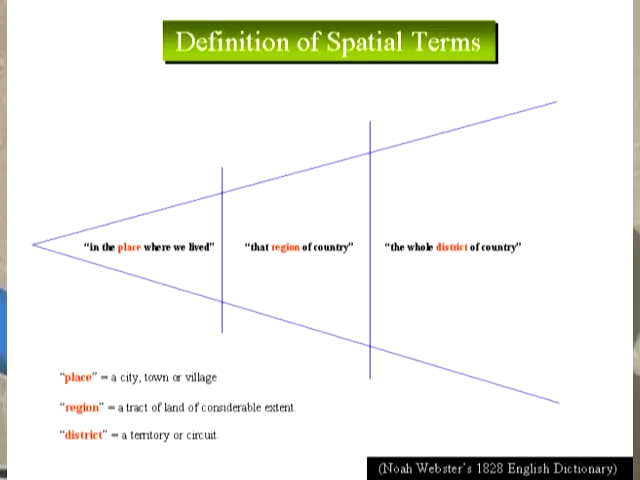 Definition of Spatial Terms
“in the place where we lived” “that region of country” “the whole district of country”
“place” = a city, town or village.
“region” = a tract of land of considerable extent.
“district” = a territory or circuit.
(Noah Webster's 1828 English Dictionary)